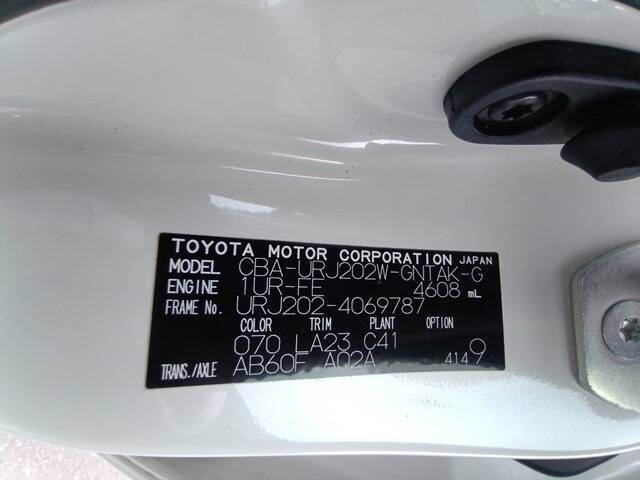 TOYOTA MOTOR CORPORATION JAPAN
MODEL CBA-URJ202W-GNTAK-G
ENGINE 1UR-FE 4608 mL
FRAME No. URJ202-4069787
COLOR TRIM PLANT OPTION
070 LA23 C41 9
TRANS./AXLE AB60F A02A 414